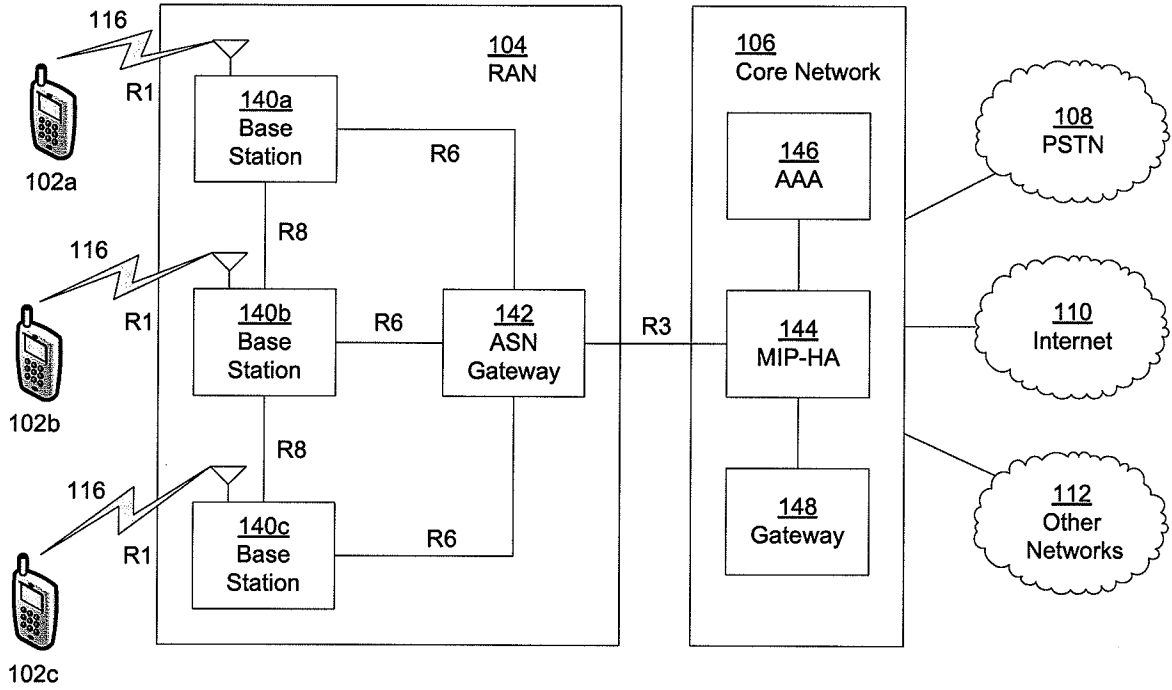 116
R1
102a
104
RAN
140a
Base
Station
R6
R8
116
R1
102b
140b
Base
Station
R6
142
ASN
Gateway
R8
116
R1
102c
140c
Base
Station
R6
R3
106
Core Network
146
AAA
144
MIP-HA
148
Gateway
108
PSTN
110
Internet
112
Other
Networks